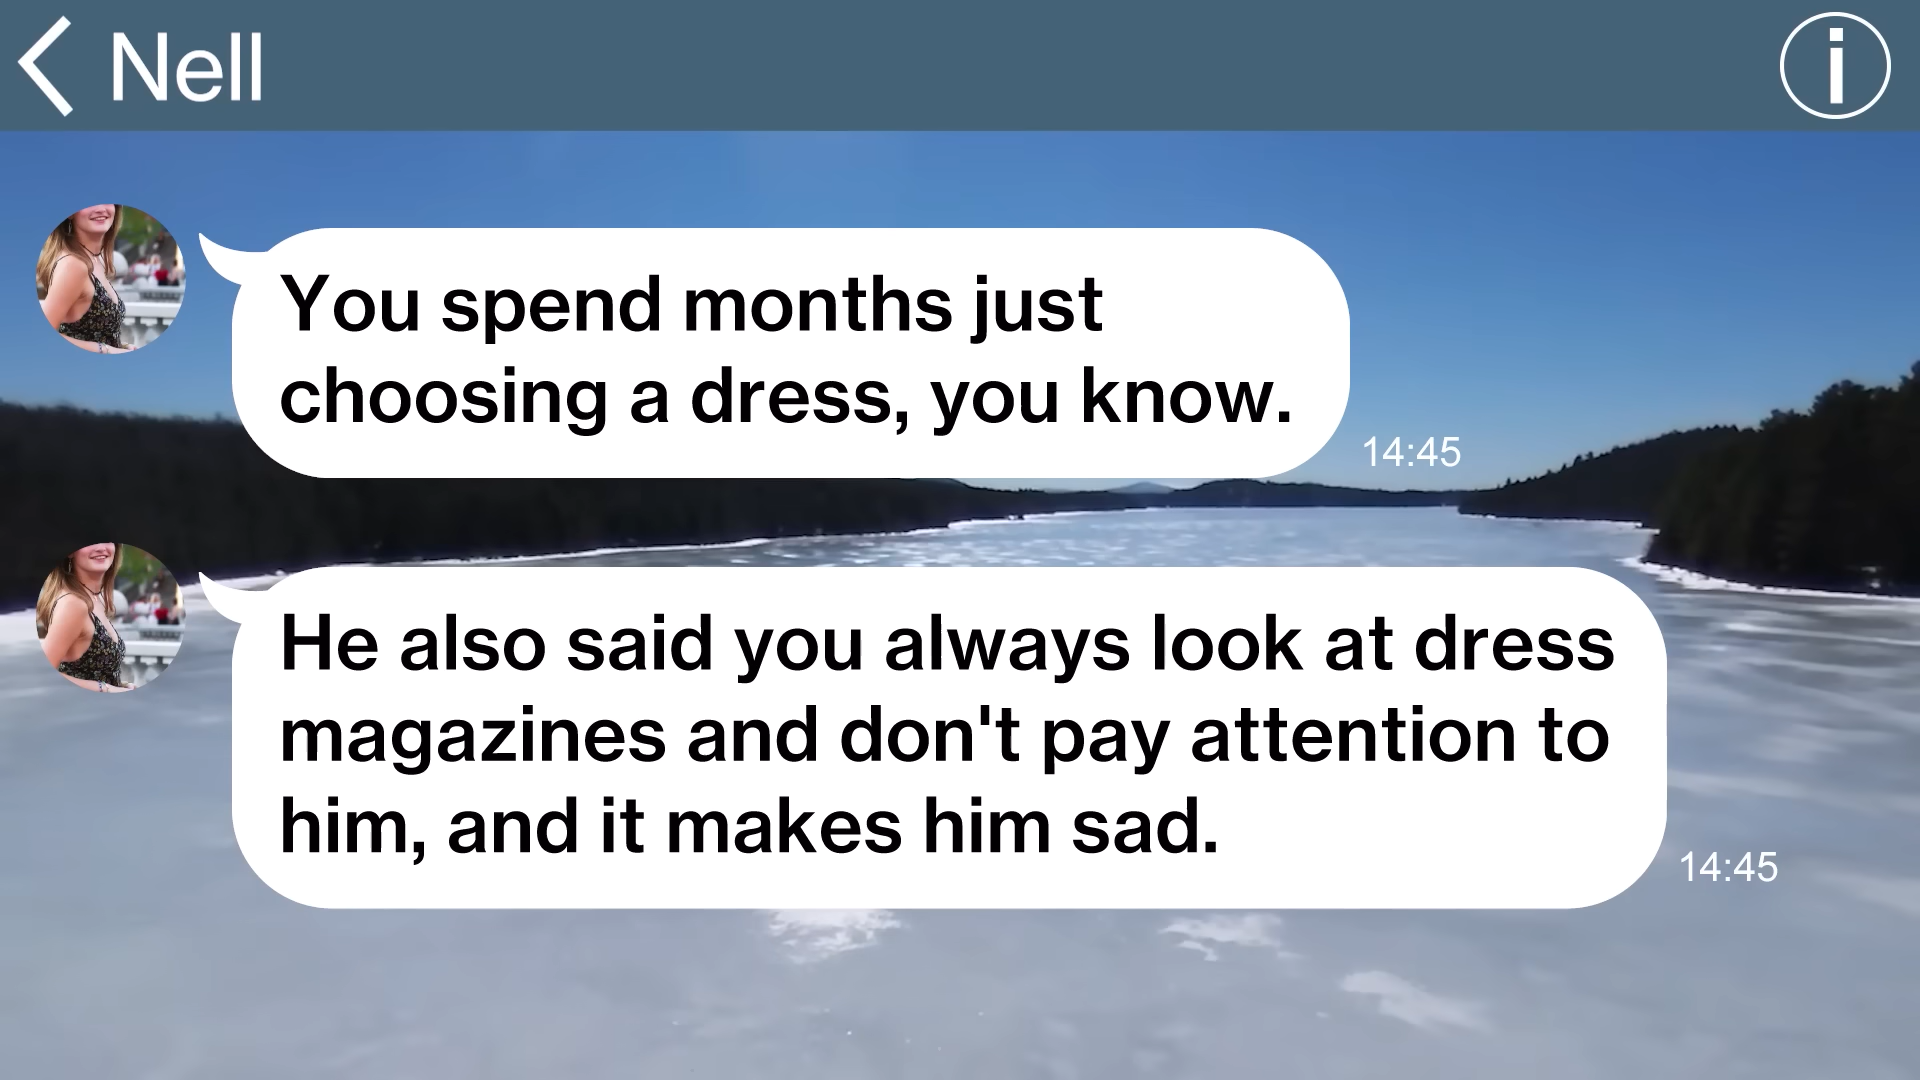 Nell
You spend months just
choosing a dress, you know.
14:45
He also said you always look at dress
magazines and don't pay attention to
him, and it makes him sad.
14:45